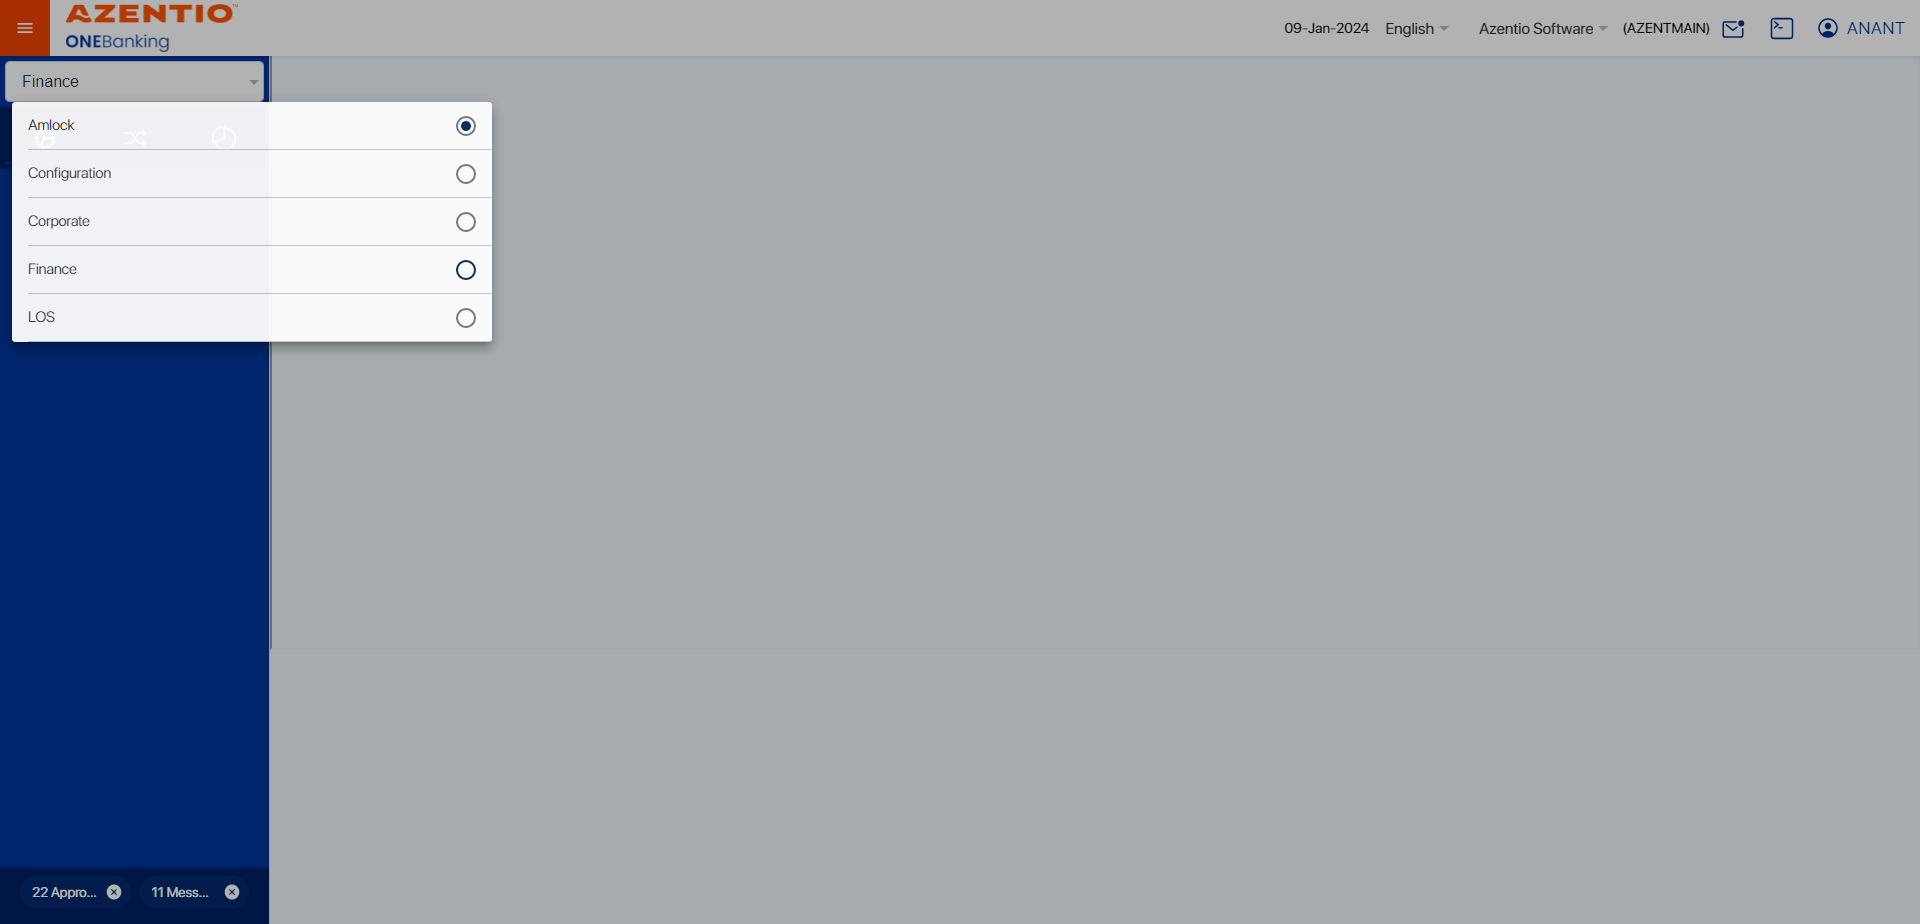 AZENTIO™
ONEBanking
09-Jan-2024 English Azentio Software (AZENTMAIN) ANANT
Finance
Amlock
Configuration
Corporate
Finance
LOS
22 Appro... 11 Mess...